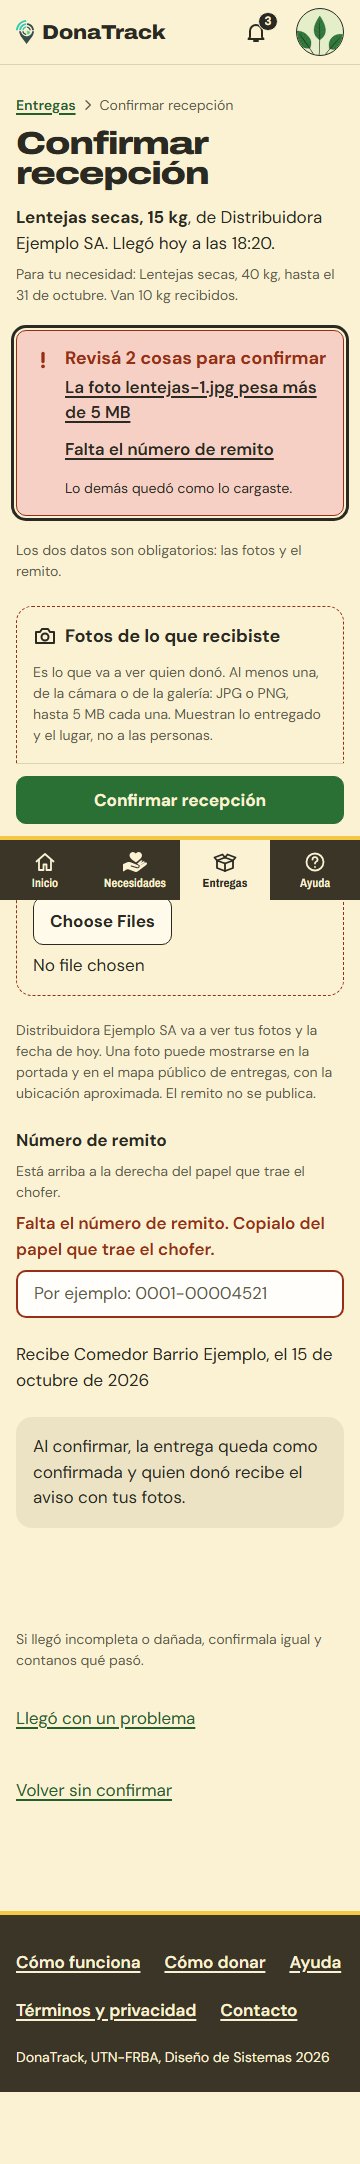 DonaTrack
3
Entregas > Confirmar recepción
Confirmar
recepción
Lentejas secas, 15 kg, de Distribuidora
Ejemplo SA. Llegó hoy a las 18:20.
Para tu necesidad: Lentejas secas, 40 kg, hasta el
31 de octubre. Van 10 kg recibidos.
Revisá 2 cosas para confirmar
La foto lentejas-1.jpg pesa más
de 5 MB
Falta el número de remito
Lo demás quedó como lo cargaste.
Los dos datos son obligatorios: las fotos y el
remito.
Fotos de lo que recibiste
Es lo que va a ver quien donó. Al menos una,
de la cámara o de la galería: JPG o PNG,
hasta 5 MB cada una. Muestran lo entregado
y el lugar, no a las personas.
Confirmar recepción
Inicio Necesidades Entregas Ayuda
Choose Files
No file chosen
Distribuidora Ejemplo SA va a ver tus fotos y la
fecha de hoy. Una foto puede mostrarse en la
portada y en el mapa público de entregas, con la
ubicación aproximada. El remito no se publica.
Número de remito
Está arriba a la derecha del papel que trae el
chofer.
Falta el número de remito. Copialo del
papel que trae el chofer.
Por ejemplo: 0001-00004521
Recibe Comedor Barrio Ejemplo, el 15 de
octubre de 2026
Al confirmar, la entrega queda como
confirmada y quien donó recibe el
aviso con tus fotos.
Si llegó incompleta o dañada, confirmala igual y
contanos qué pasó.
Llegó con un problema
Volver sin confirmar
Cómo funciona Cómo donar Ayuda
Términos y privacidad Contacto
DonaTrack, UTN-FRBA, Diseño de Sistemas 2026